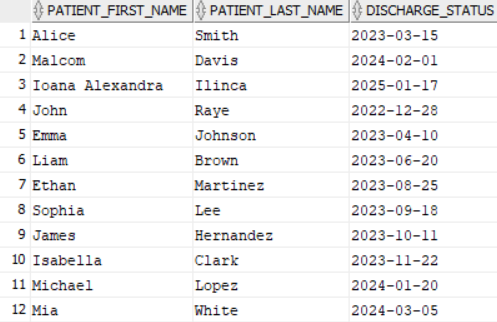 PATIENT_FIRST_NAME PATIENT_LAST_NAME DISCHARGE_STATUS
1 Alice Smith 2023-03-15
2 Malcom Davis 2024-02-01
3 Ioana Alexandra Ilinca 2025-01-17
4 John Raye 2022-12-28
5 Emma Johnson 2023-04-10
6 Liam Brown 2023-06-20
7 Ethan Martinez 2023-08-25
8 Sophia Lee 2023-09-18
9 James Hernandez 2023-10-11
10 Isabella Clark 2023-11-22
11 Michael Lopez 2024-01-20
12 Mia White 2024-03-05